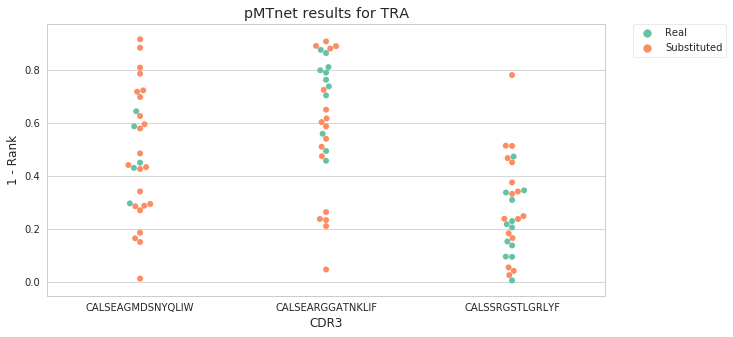 pMTnet results for TRA
Real
Substituted
1 - Rank
0.8
0.6
0.4
0.2
0.0
CALSEAGMDSNYQLIW
CALSEARGGATNKLIF
CALSSRGSTLGRLYF
CDR3